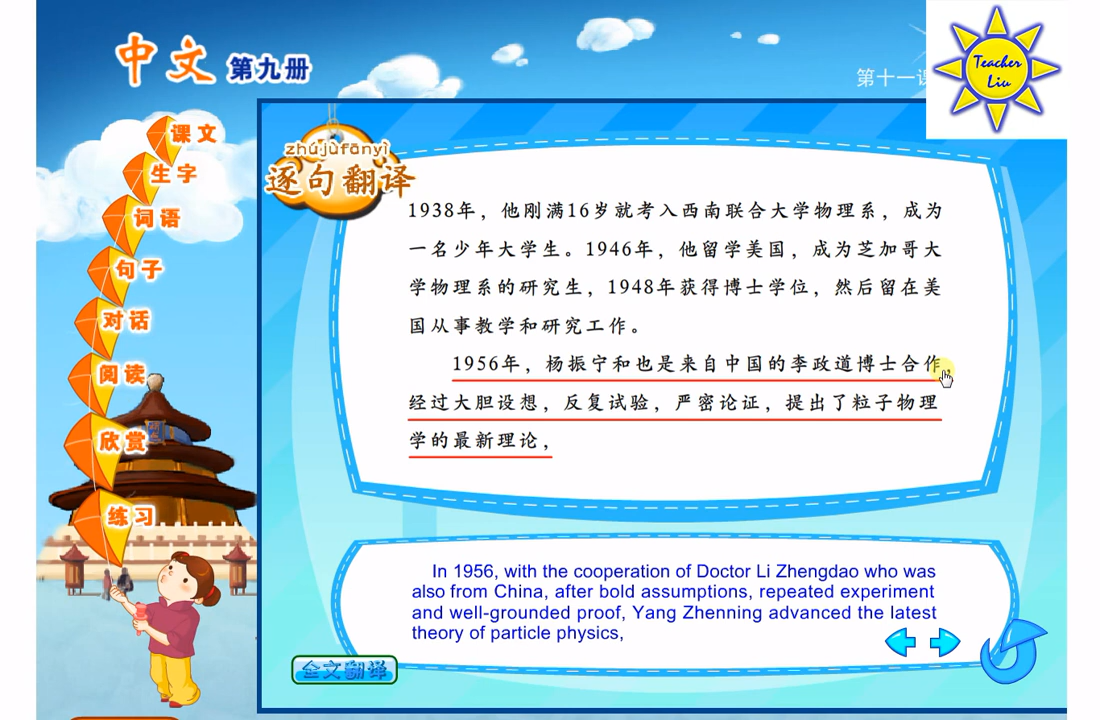 中文 第九册
第十一课
Teacher
Liu
课文
生字
词语
句子
对话
阅读
欣赏
练习
zhújùfānyì
逐句翻译
1938年，他刚满16岁就考入西南联合大学物理系，成为
一名少年大学生。1946年，他留学美国，成为芝加哥大
学物理系的研究生，1948年获得博士学位，然后留在美
国从事教学和研究工作。
1956年，杨振宁和也是来自中国的李政道博士合作，
经过大胆设想，反复试验，严密论证，提出了粒子物理
学的最新理论，
In 1956, with the cooperation of Doctor Li Zhengdao who was
also from China, after bold assumptions, repeated experiment
and well-grounded proof, Yang Zhenning advanced the latest
theory of particle physics,
全文翻译